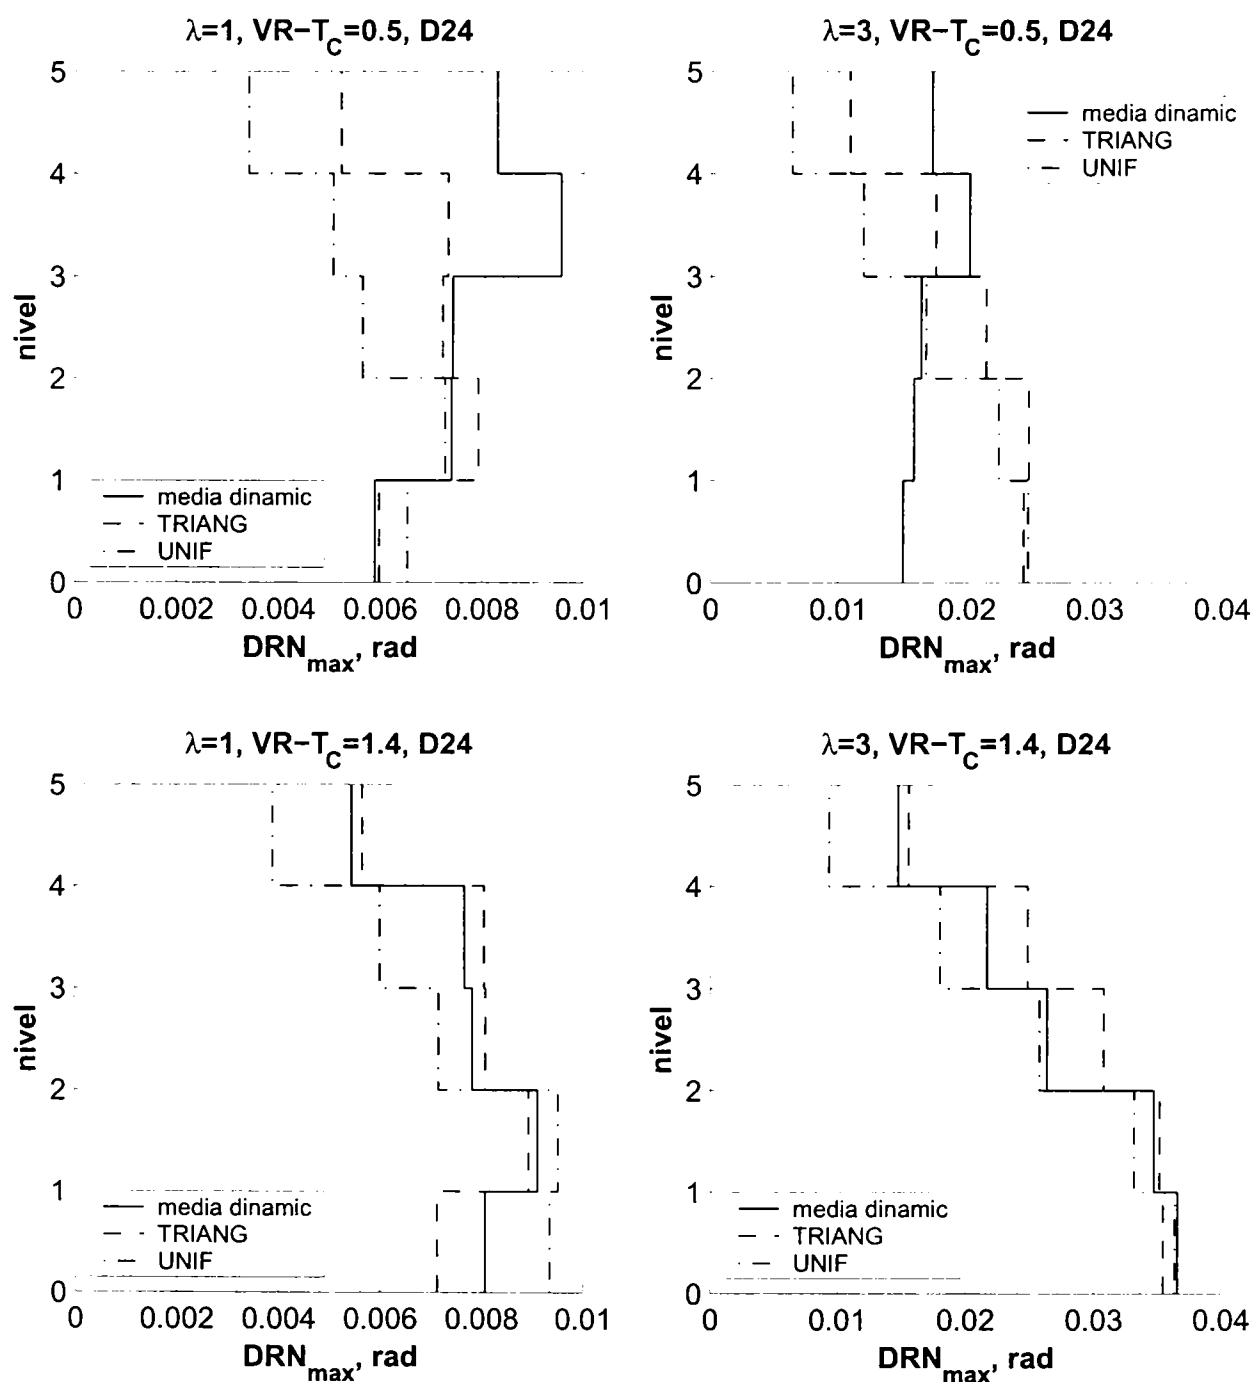 λ=1, VR−T_C=0.5, D24
5
4
3
2
1
0
nivel
media dinamic
TRIANG
UNIF
0 0.002 0.004 0.006 0.008 0.01
DRN_max, rad
λ=3, VR−T_C=0.5, D24
5
4
3
2
1
0
nivel
media dinamic
TRIANG
UNIF
0 0.01 0.02 0.03 0.04
DRN_max, rad
λ=1, VR−T_C=1.4, D24
5
4
3
2
1
0
nivel
media dinamic
TRIANG
UNIF
0 0.002 0.004 0.006 0.008 0.01
DRN_max, rad
λ=3, VR−T_C=1.4, D24
5
4
3
2
1
0
nivel
media dinamic
TRIANG
UNIF
0 0.01 0.02 0.03 0.04
DRN_max, rad